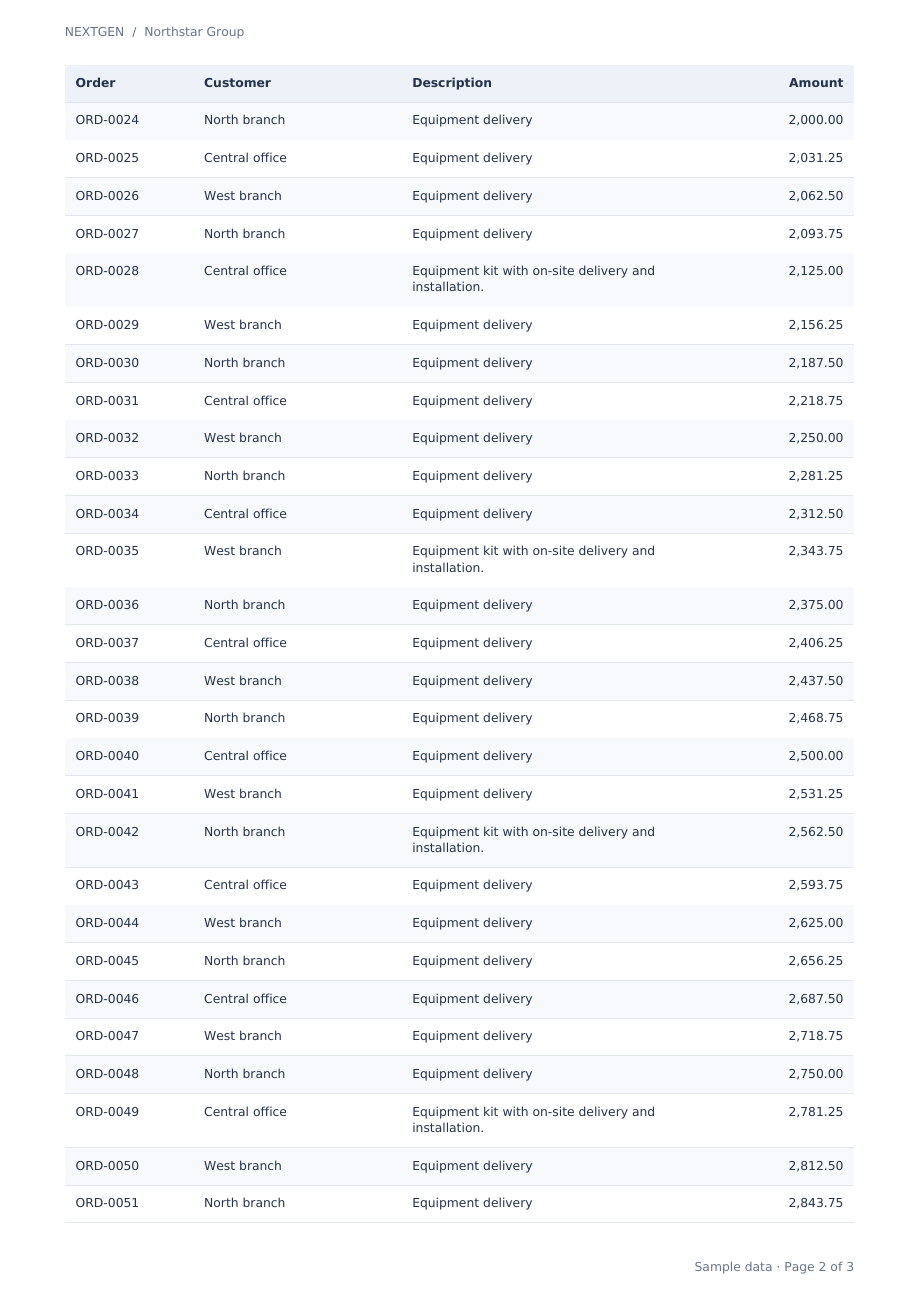 NEXTGEN / Northstar Group
Order Customer Description Amount
ORD-0024 North branch Equipment delivery 2,000.00
ORD-0025 Central office Equipment delivery 2,031.25
ORD-0026 West branch Equipment delivery 2,062.50
ORD-0027 North branch Equipment delivery 2,093.75
ORD-0028 Central office Equipment kit with on-site delivery and 2,125.00
installation.
ORD-0029 West branch Equipment delivery 2,156.25
ORD-0030 North branch Equipment delivery 2,187.50
ORD-0031 Central office Equipment delivery 2,218.75
ORD-0032 West branch Equipment delivery 2,250.00
ORD-0033 North branch Equipment delivery 2,281.25
ORD-0034 Central office Equipment delivery 2,312.50
ORD-0035 West branch Equipment kit with on-site delivery and 2,343.75
installation.
ORD-0036 North branch Equipment delivery 2,375.00
ORD-0037 Central office Equipment delivery 2,406.25
ORD-0038 West branch Equipment delivery 2,437.50
ORD-0039 North branch Equipment delivery 2,468.75
ORD-0040 Central office Equipment delivery 2,500.00
ORD-0041 West branch Equipment delivery 2,531.25
ORD-0042 North branch Equipment kit with on-site delivery and 2,562.50
installation.
ORD-0043 Central office Equipment delivery 2,593.75
ORD-0044 West branch Equipment delivery 2,625.00
ORD-0045 North branch Equipment delivery 2,656.25
ORD-0046 Central office Equipment delivery 2,687.50
ORD-0047 West branch Equipment delivery 2,718.75
ORD-0048 North branch Equipment delivery 2,750.00
ORD-0049 Central office Equipment kit with on-site delivery and 2,781.25
installation.
ORD-0050 West branch Equipment delivery 2,812.50
ORD-0051 North branch Equipment delivery 2,843.75
Sample data · Page 2 of 3